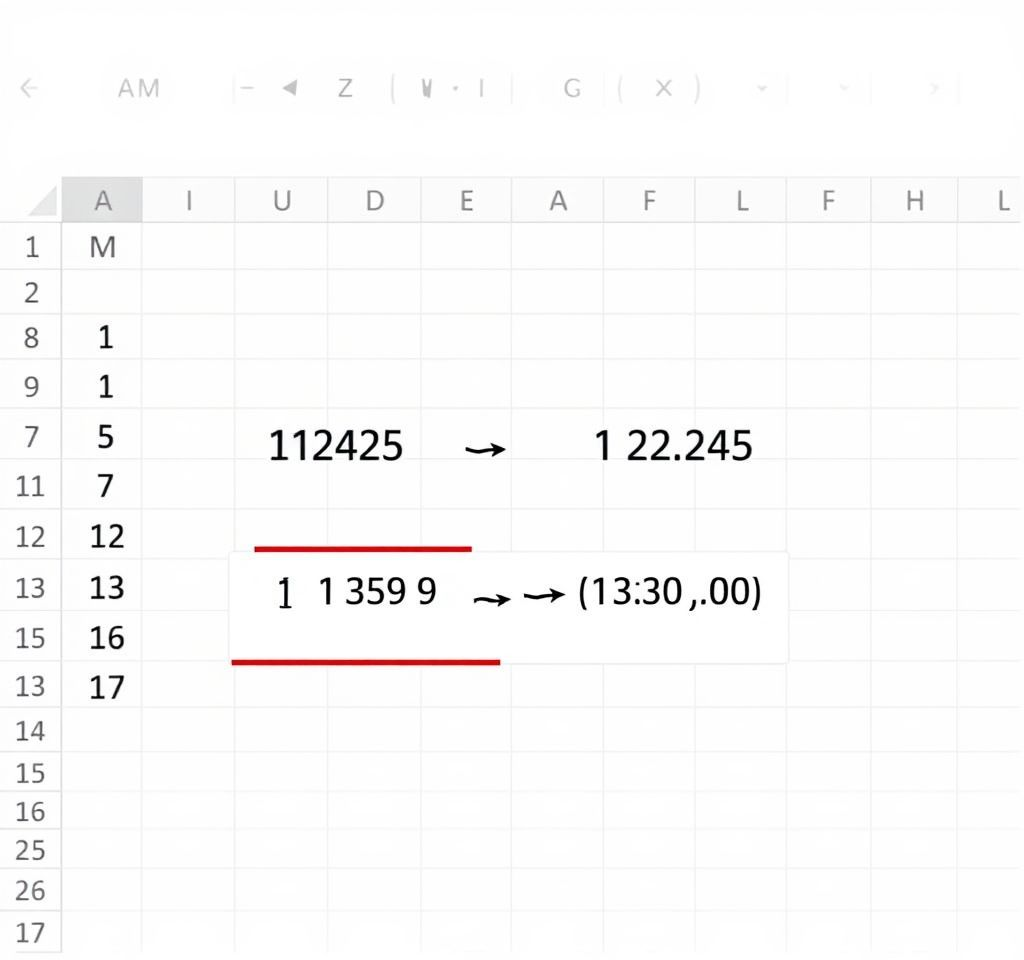 ← AM – ◀ Z ( W · I G ( X )
A I U D E A F L F H L
1 M
2
8 1
9 1
7 5 112425 → 1 22.245
11 7
12 12
13 13 1 1 359 9 → → (13:30,.00)
15 16
13 17
14
15
16
25
26
17